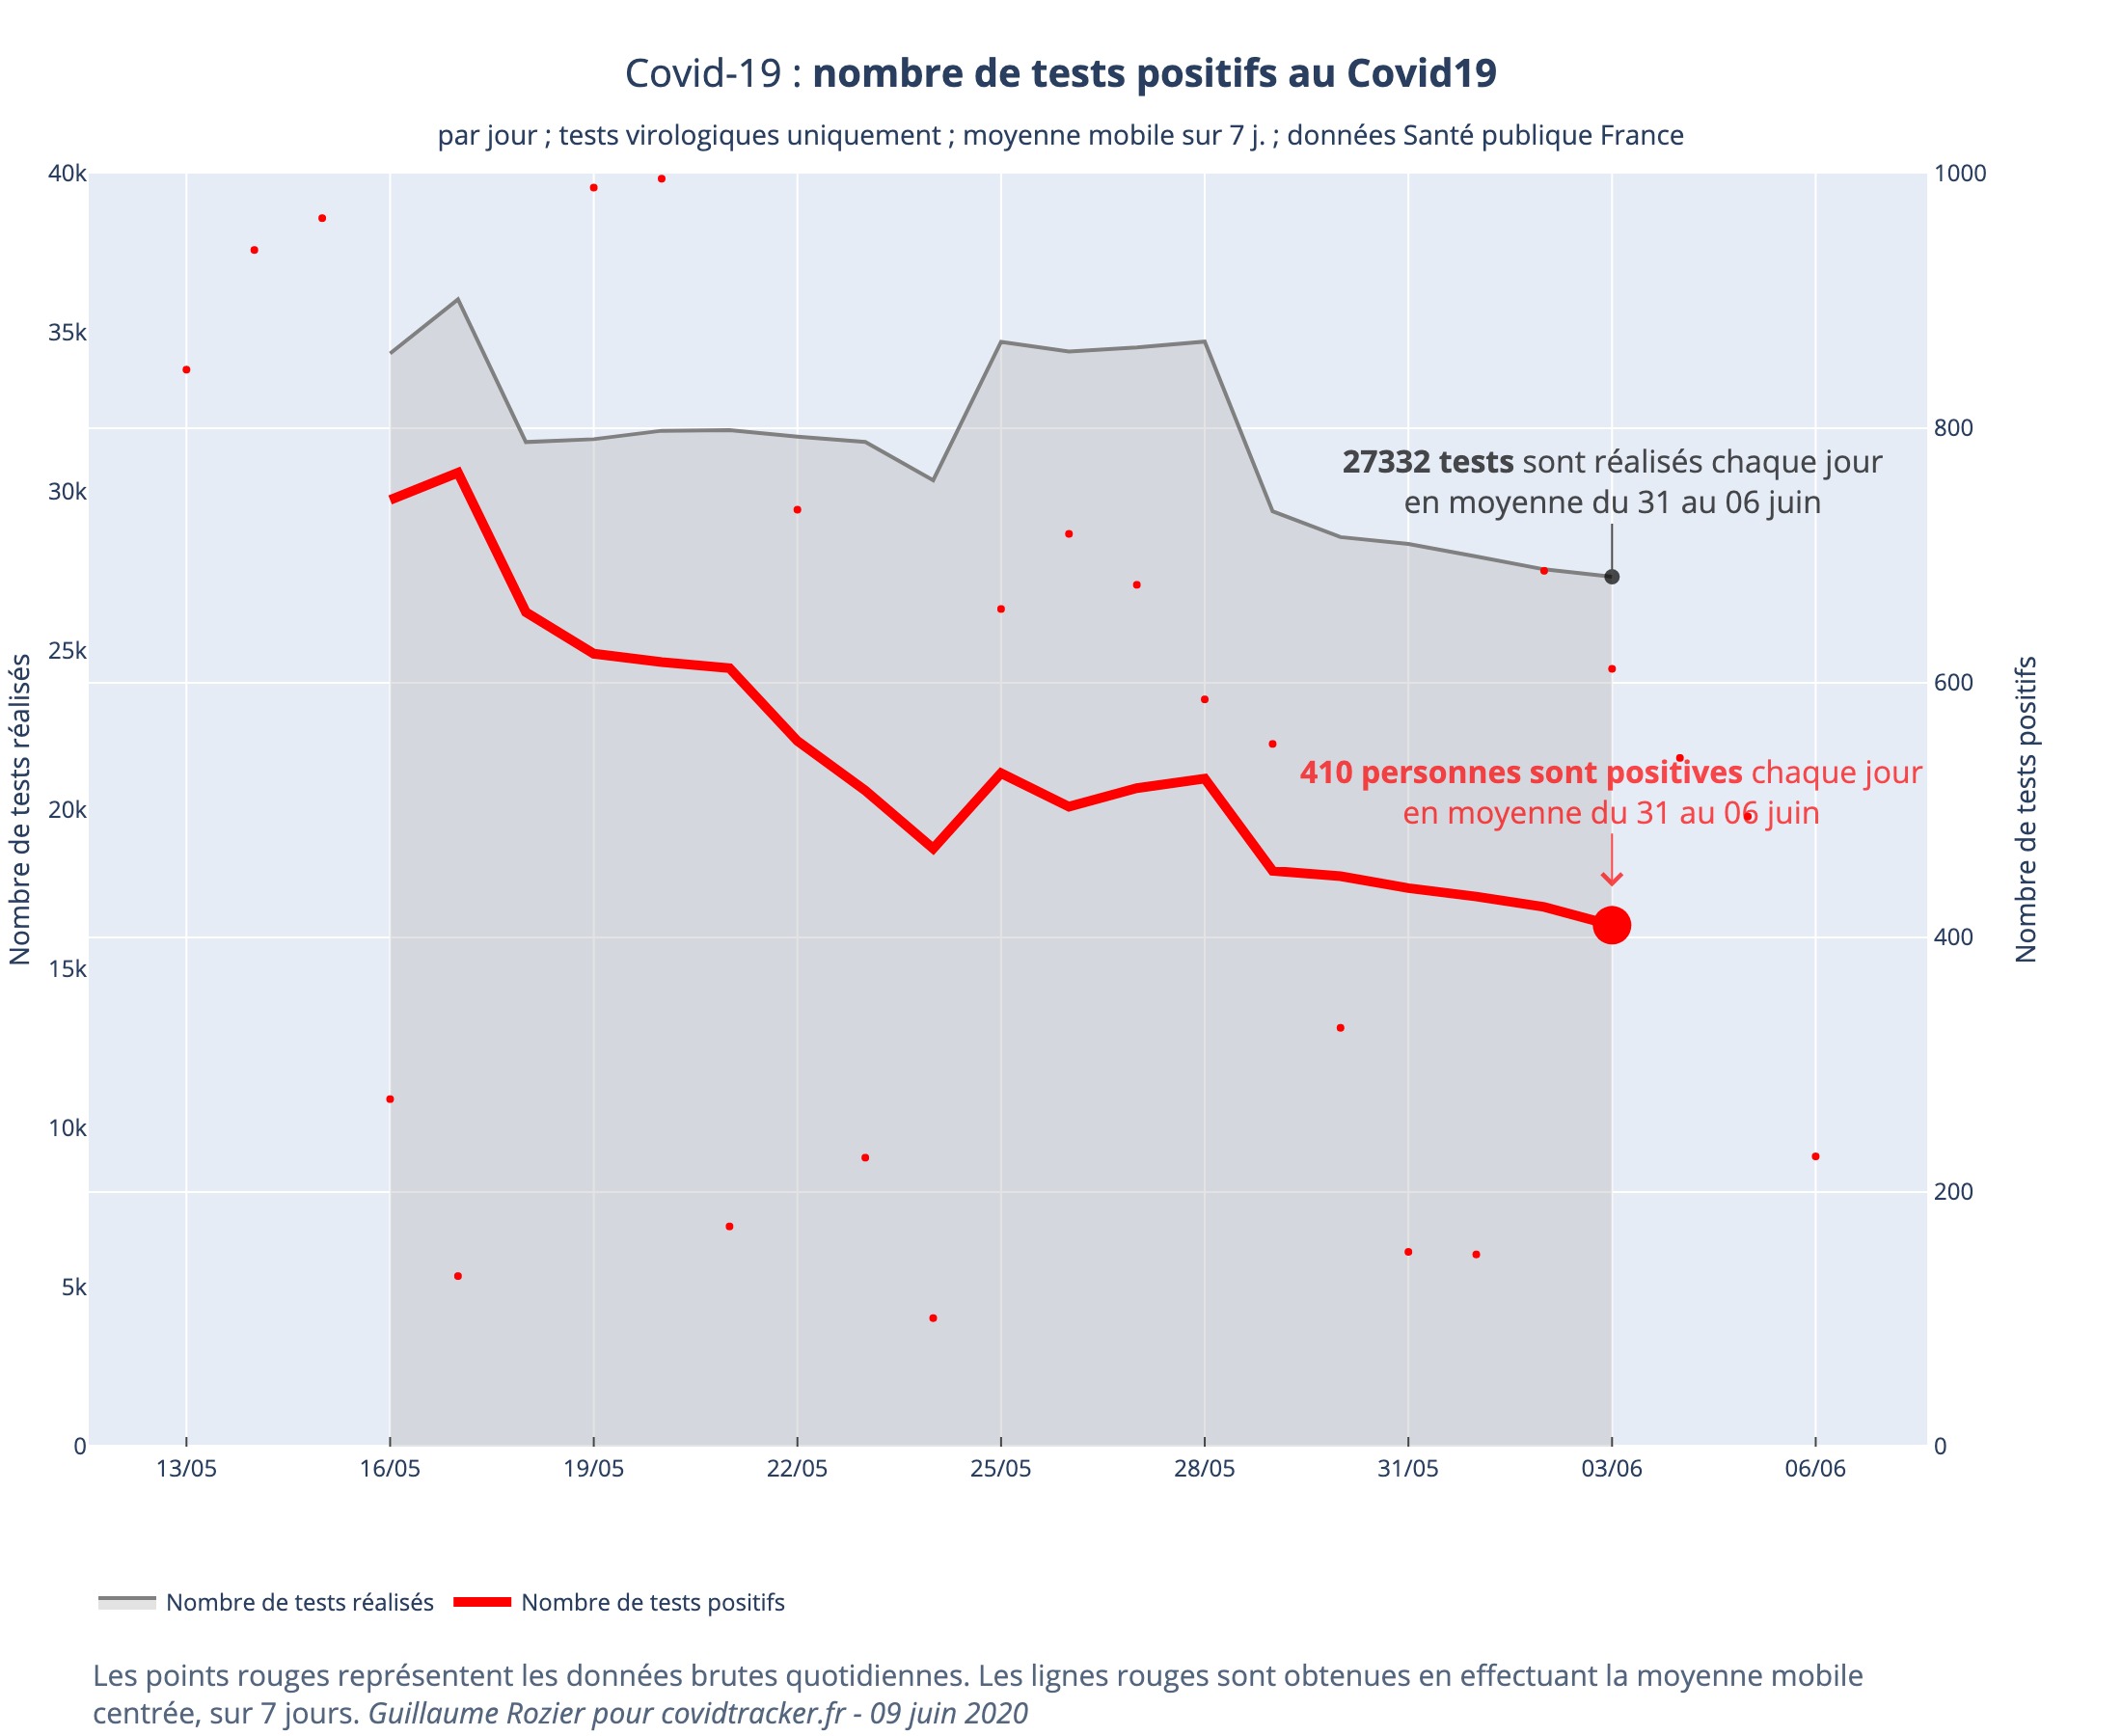 Covid-19 : nombre de tests positifs au Covid19
par jour ; tests virologiques uniquement ; moyenne mobile sur 7 j. ; données Santé publique France
40k
35k
30k
25k
20k
15k
10k
5k
0
Nombre de tests réalisés
1000
800
600
400
200
0
Nombre de tests positifs
27332 tests sont réalisés chaque jour
en moyenne du 31 au 06 juin
410 personnes sont positives chaque jour
en moyenne du 31 au 06 juin
13/05 16/05 19/05 22/05 25/05 28/05 31/05 03/06 06/06
Nombre de tests réalisés Nombre de tests positifs
Les points rouges représentent les données brutes quotidiennes. Les lignes rouges sont obtenues en effectuant la moyenne mobile
centrée, sur 7 jours. Guillaume Rozier pour covidtracker.fr - 09 juin 2020